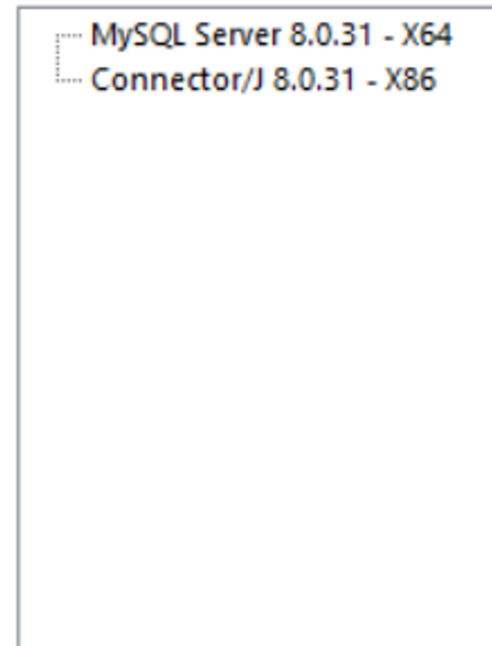 MySQL Server 8.0.31 - X64
Connector/J 8.0.31 - X86